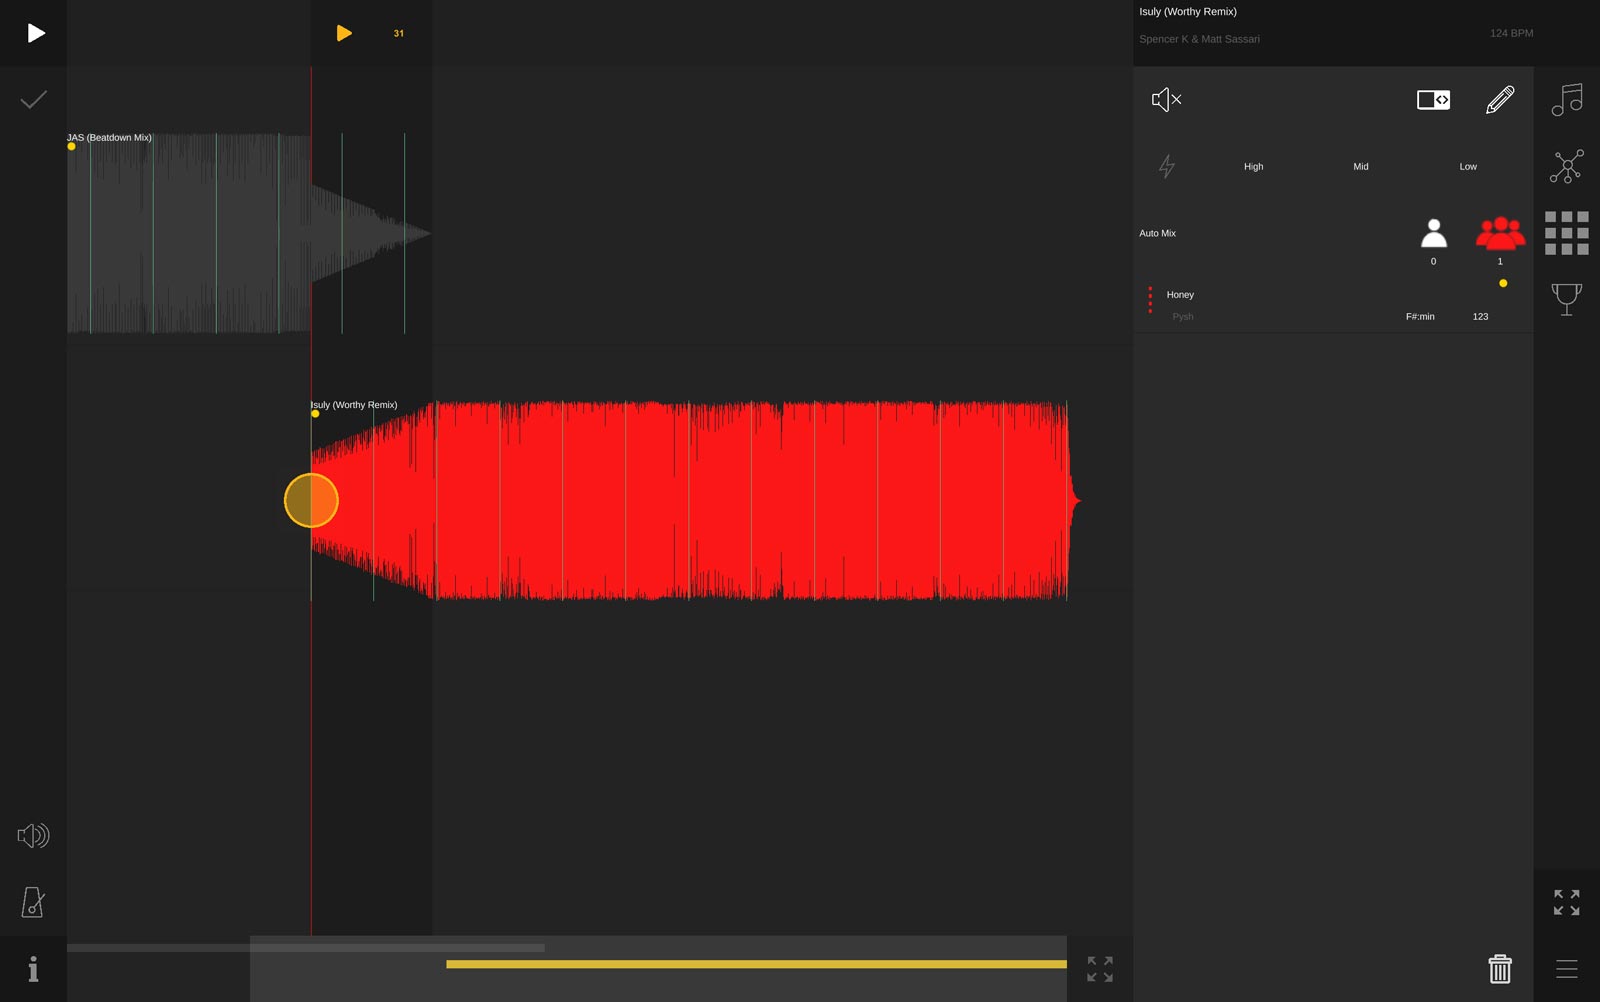 31
Isuly (Worthy Remix)
Spencer K & Matt Sassari
124 BPM
JAS (Beatdown Mix)
High
Mid
Low
Auto Mix
0
1
Honey
Pysh
F#:min
123
Isuly (Worthy Remix)